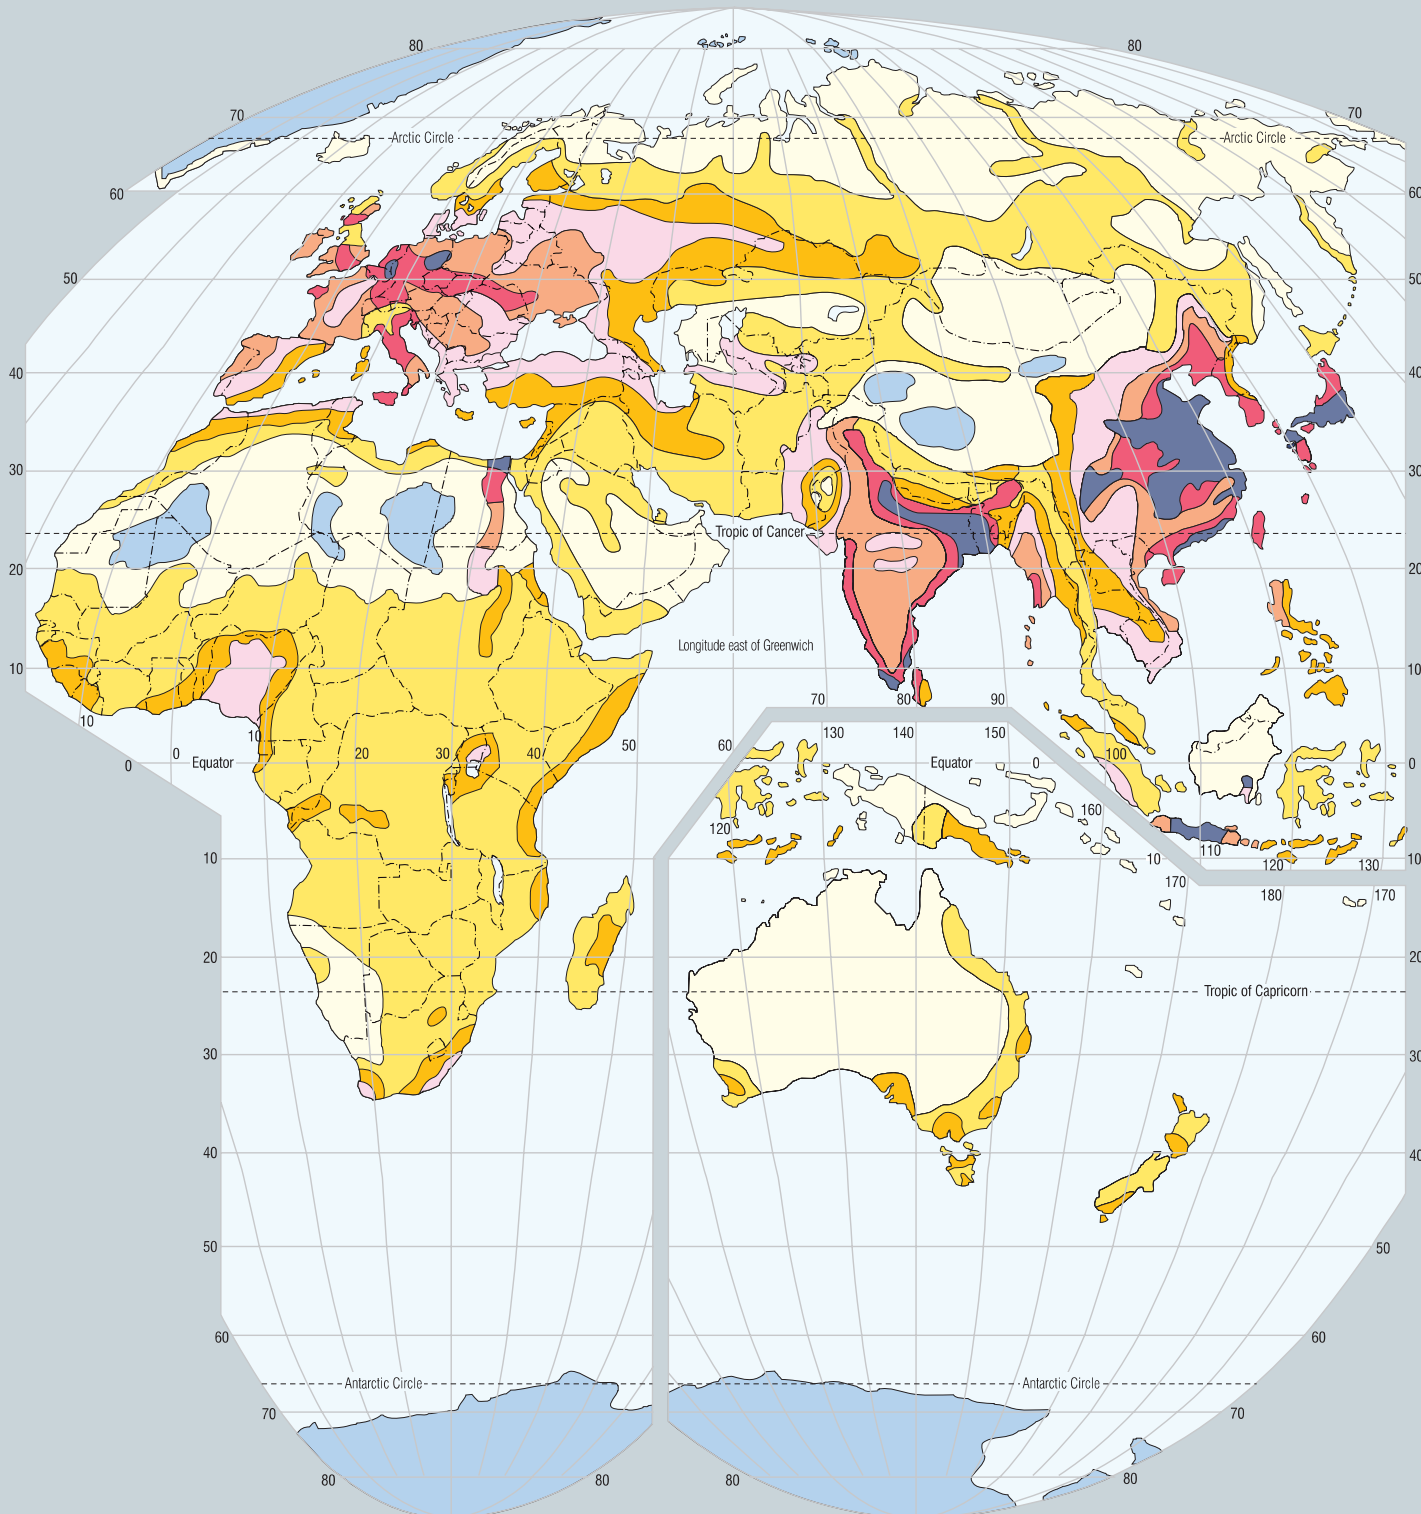 80 80
70 70
Arctic Circle Arctic Circle
60 60
50 50
40 40
30 30
Tropic of Cancer
20 20
Longitude east of Greenwich
10 10
70 80 90
10 0 10 20 30 40 50 60 130 140 150
0 Equator Equator 0 100 0
120 160
10 10 110 120 130 10
170 180 170
20 20
Tropic of Capricorn
30 30
40 40
50 50
60 60
Antarctic Circle Antarctic Circle
70 70
80 80 80 80